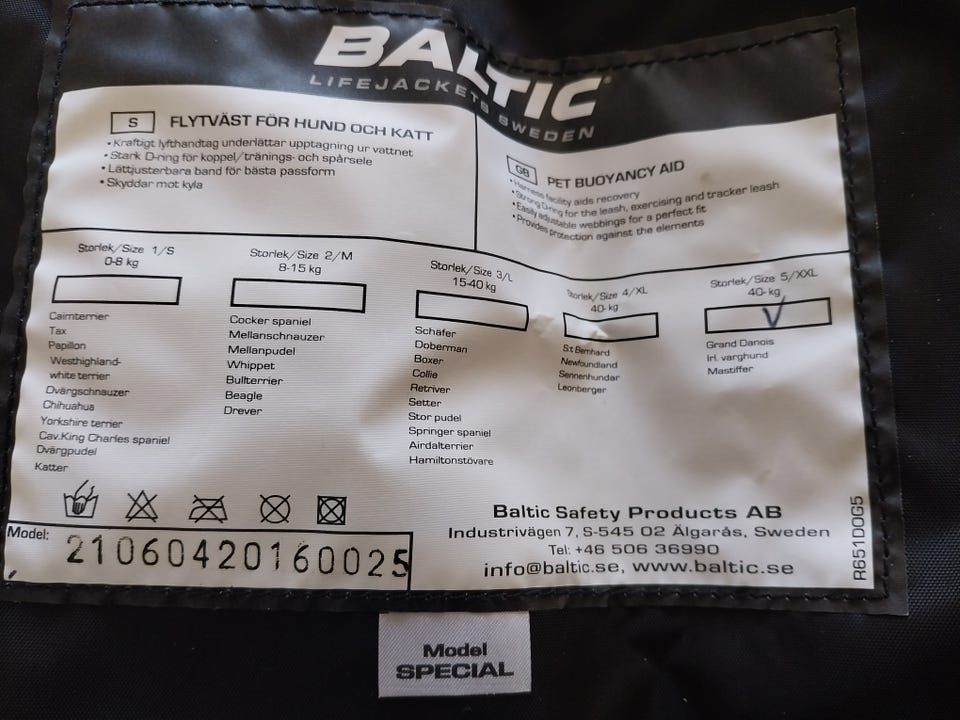 BALTIC
LIFEJACKETS SWEDEN
S FLYTVÄST FÖR HUND OCH KATT
• Kraftigt lyfthandtag underlättar upptagning ur vattnet
• Stark D-ring för koppel/tränings- och spårsele
• Lättjusterbara band för bästa passform
• Skyddar mot kyla
GB PET BUOYANCY AID
• Harness facility aids recovery
• Strong D-ring for the leash, exercising and tracker leash
• Easily adjustable webbings for a perfect fit
• Provides protection against the elements
Storlek/Size 1/S
0-8 kg
Cairnterrier
Tax
Papillon
Westhighland-
white terrier
Dvärgschnauzer
Chihuahua
Yorkshire terrier
Cav.King Charles spaniel
Dvärgpudel
Katter
Storlek/Size 2/M
8-15 kg
Cocker spaniel
Mellanschnauzer
Mellanpudel
Whippet
Bullterrier
Beagle
Drever
Storlek/Size 3/L
15-40 kg
Schäfer
Doberman
Boxer
Collie
Retriver
Setter
Stor pudel
Springer spaniel
Airdalterrier
Hamiltonstövare
Storlek/Size 4/XL
40- kg
S:t Bernhard
Newfoundland
Sennenhundar
Leonberger
Storlek/Size 5/XXL
40- kg
Grand Danois
Irl. varghund
Mastiffer
Model:
21060420160025
Baltic Safety Products AB
Industrivägen 7, S-545 02 Älgarås, Sweden
Tel: +46 506 36990
info@baltic.se, www.baltic.se
R651D0G5
Model
SPECIAL